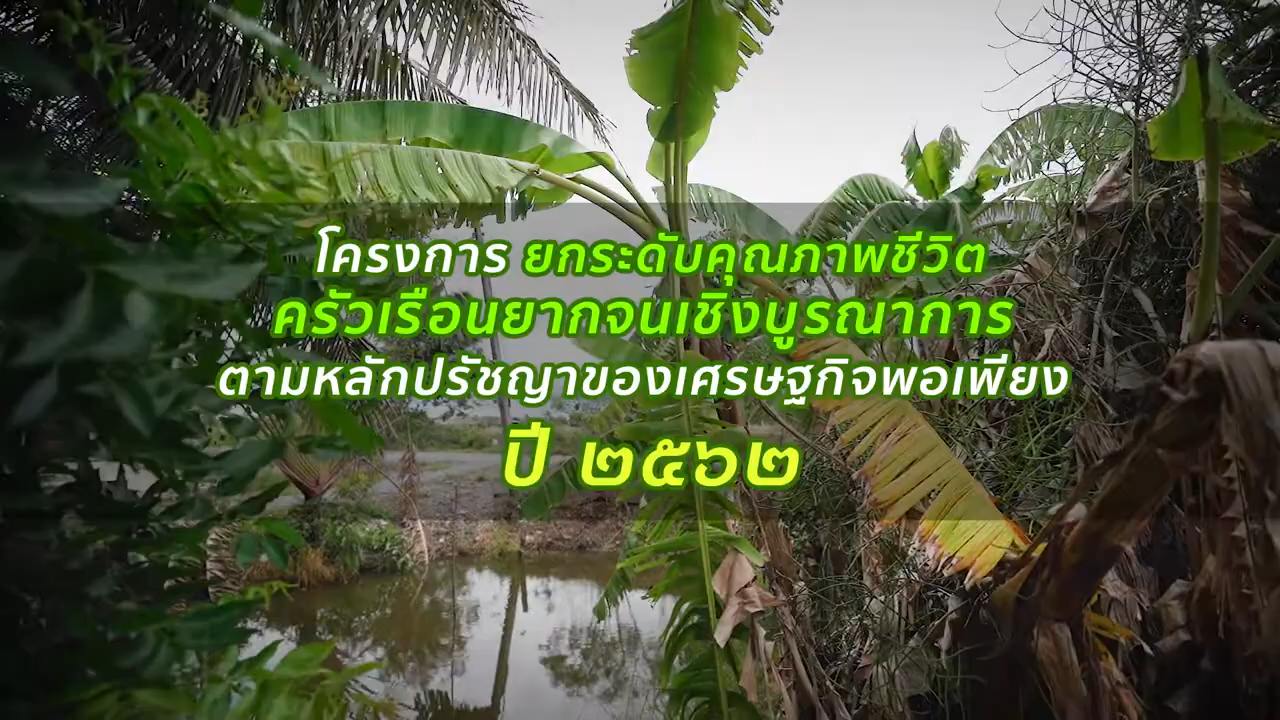 โครงการ ยกระดับคุณภาพชีวิต
ครัวเรือนยากจนเชิงบูรณาการ
ตามหลักปรัชญาของเศรษฐกิจพอเพียง
ปี ๒๕๖๒